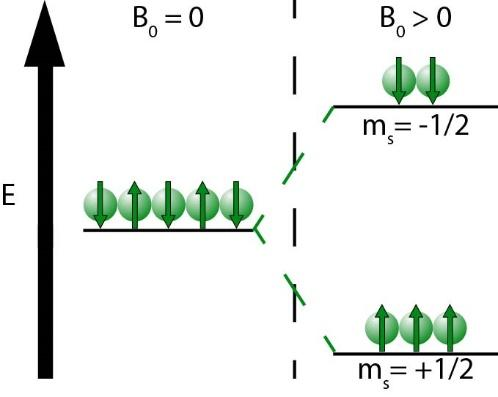 B₀ = 0
B₀ > 0
E
mₛ= -1/2
mₛ= +1/2